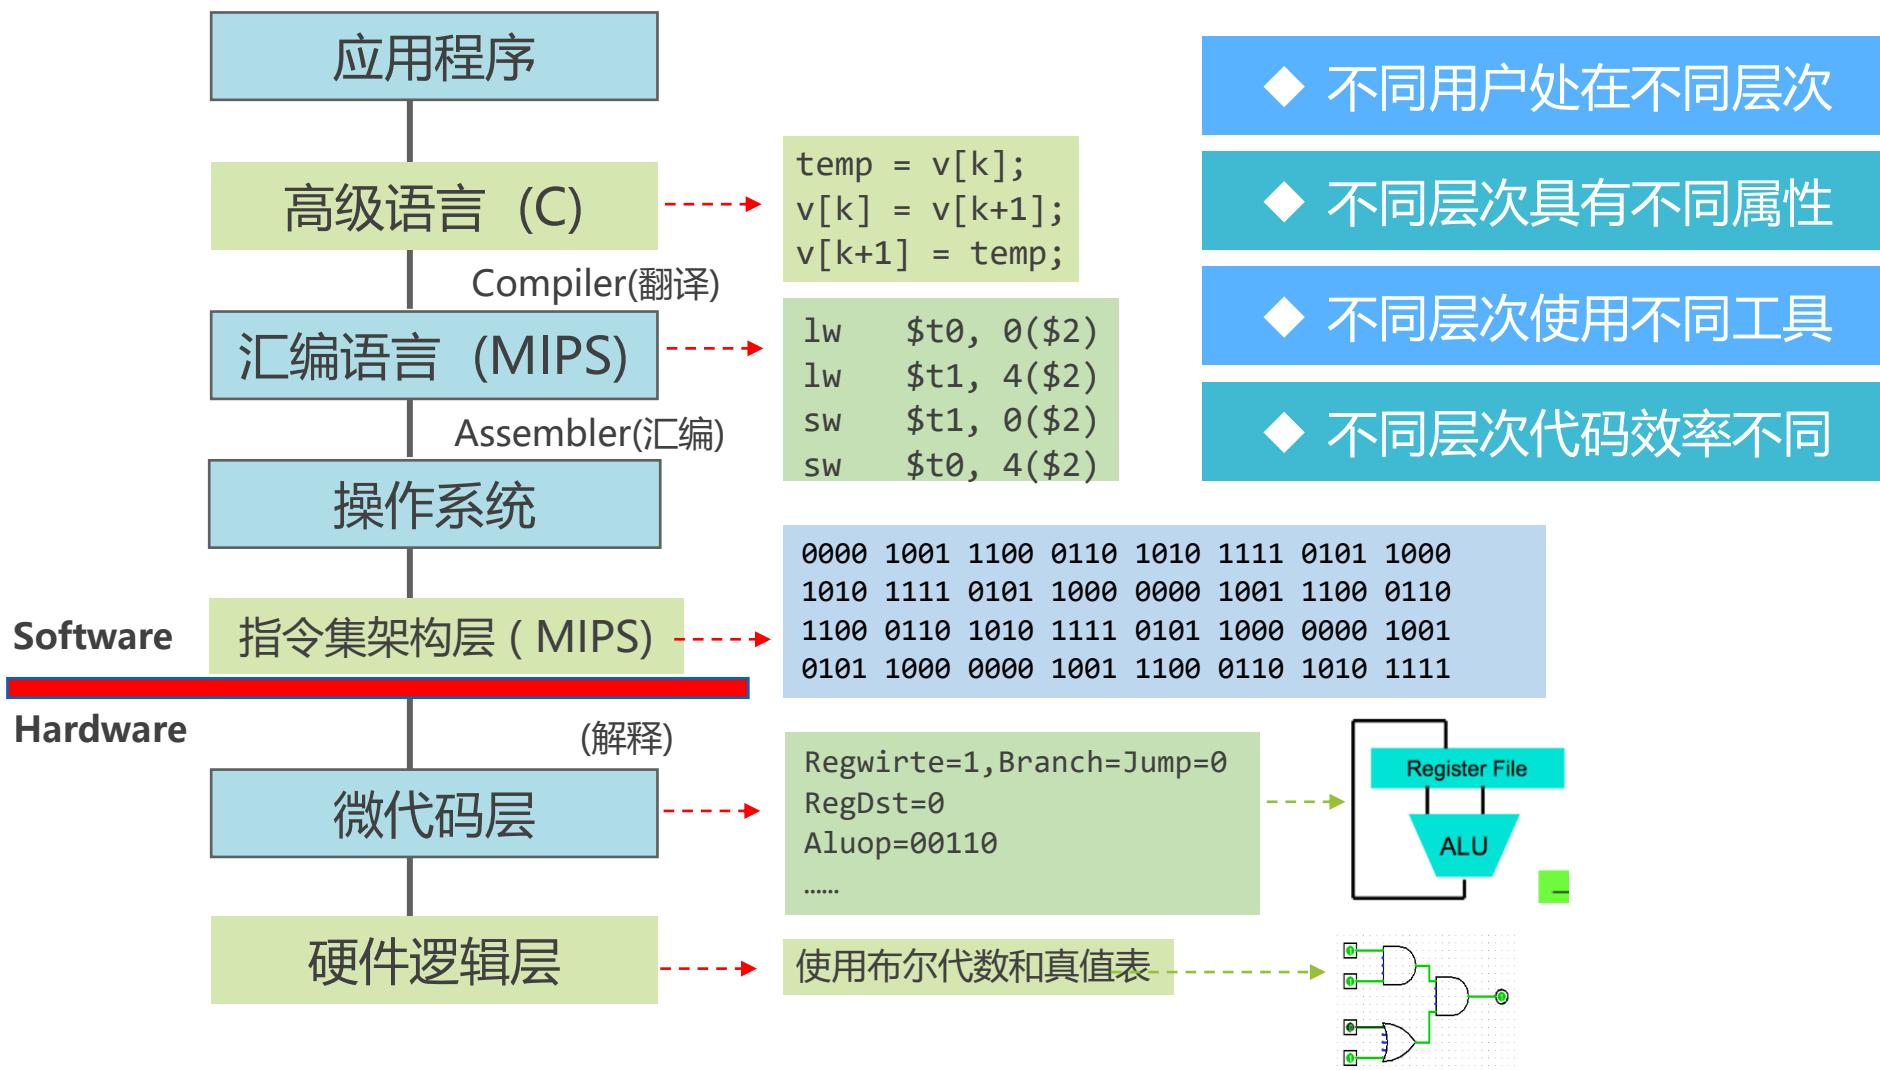 应用程序
高级语言 (C)
temp = v[k];
v[k] = v[k+1];
v[k+1] = temp;
Compiler(翻译)
汇编语言 (MIPS)
lw $t0, 0($2)
lw $t1, 4($2)
sw $t1, 0($2)
sw $t0, 4($2)
Assembler(汇编)
操作系统
Software
指令集架构层 ( MIPS)
0000 1001 1100 0110 1010 1111 0101 1000
1010 1111 0101 1000 0000 1001 1100 0110
1100 0110 1010 1111 0101 1000 0000 1001
0101 1000 0000 1001 1100 0110 1010 1111
Hardware
(解释)
微代码层
Regwirte=1,Branch=Jump=0
RegDst=0
Aluop=00110
……
Register File
ALU
硬件逻辑层
使用布尔代数和真值表
◆ 不同用户处在不同层次
◆ 不同层次具有不同属性
◆ 不同层次使用不同工具
◆ 不同层次代码效率不同